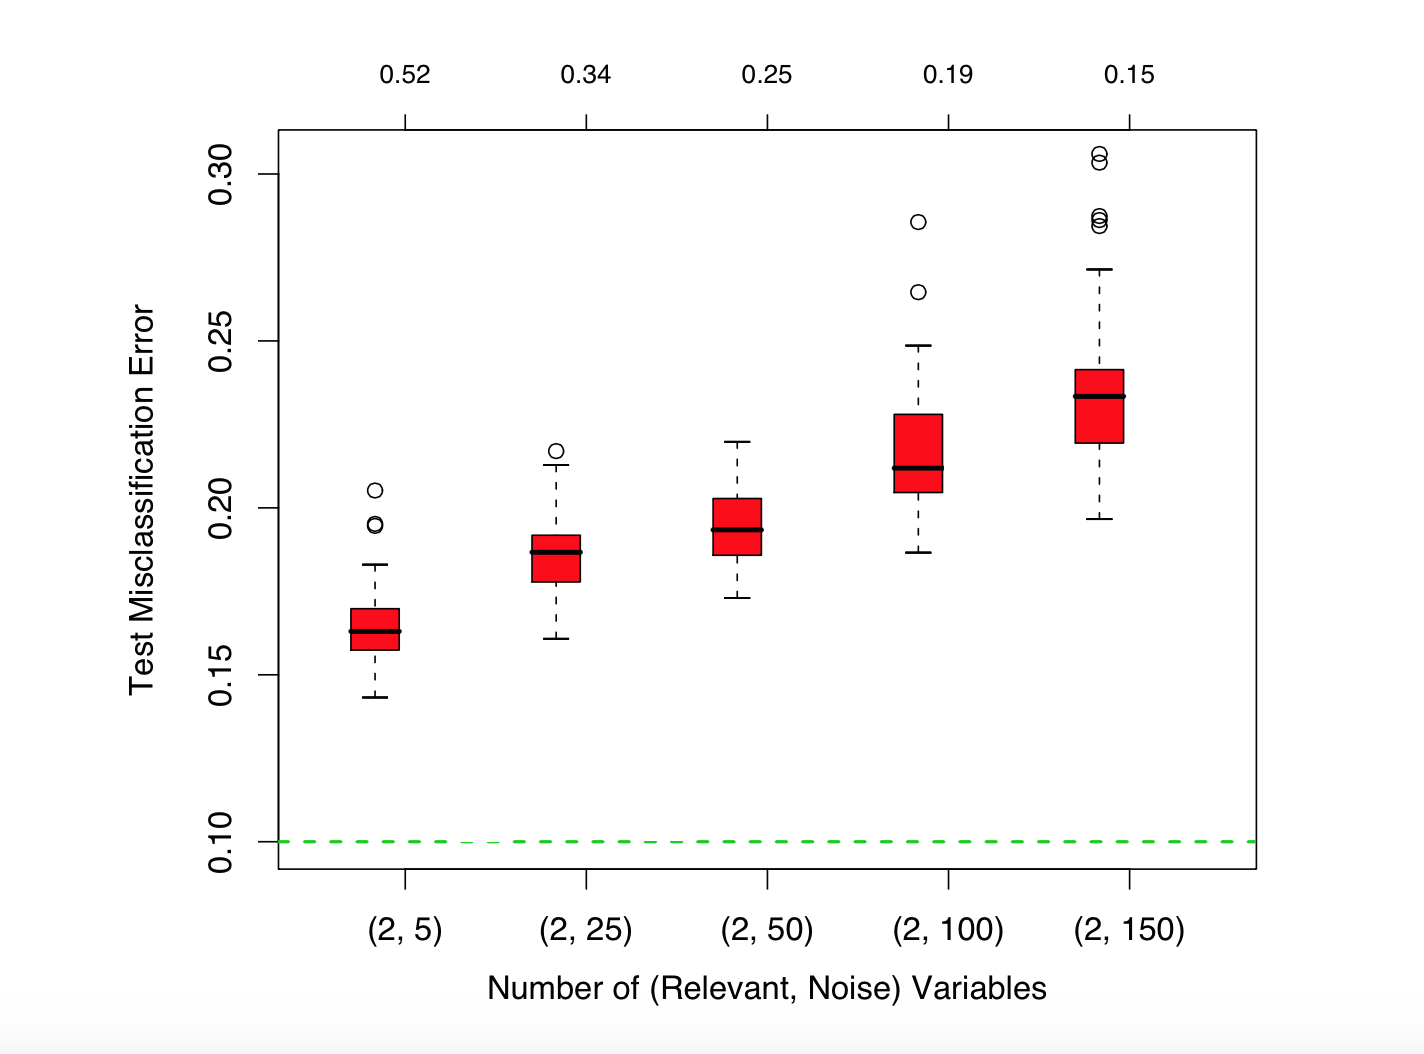 0.52 0.34 0.25 0.19 0.15
0.30
0.25
0.20
0.15
0.10
Test Misclassification Error
(2, 5) (2, 25) (2, 50) (2, 100) (2, 150)
Number of (Relevant, Noise) Variables